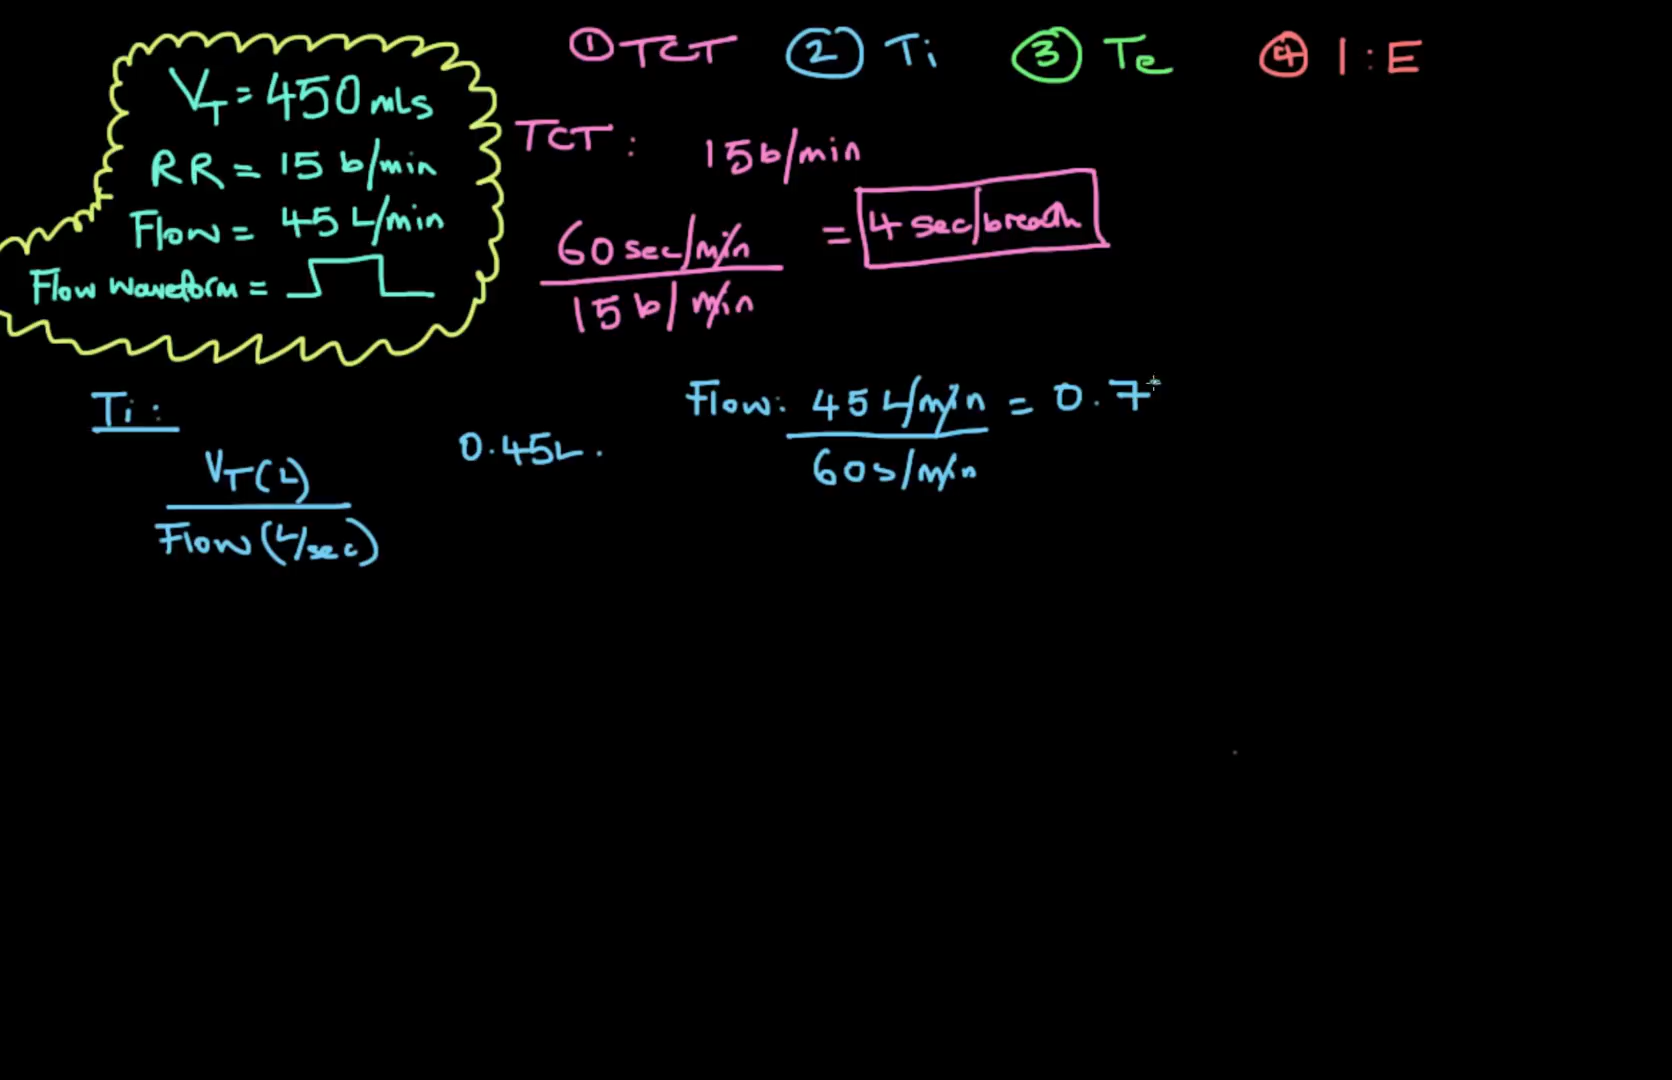 ① TCT ② Ti ③ Te ④ I : E
VT = 450 mLs
RR = 15 b/min
Flow = 45 L/min
Flow Waveform =
TCT : 15 b/min
60 sec/min
15 b/min
= 4 sec/breath
Ti :
VT (L)
Flow (L/sec)
0.45L.
Flow: 45 L/min = 0.7
60 s/min